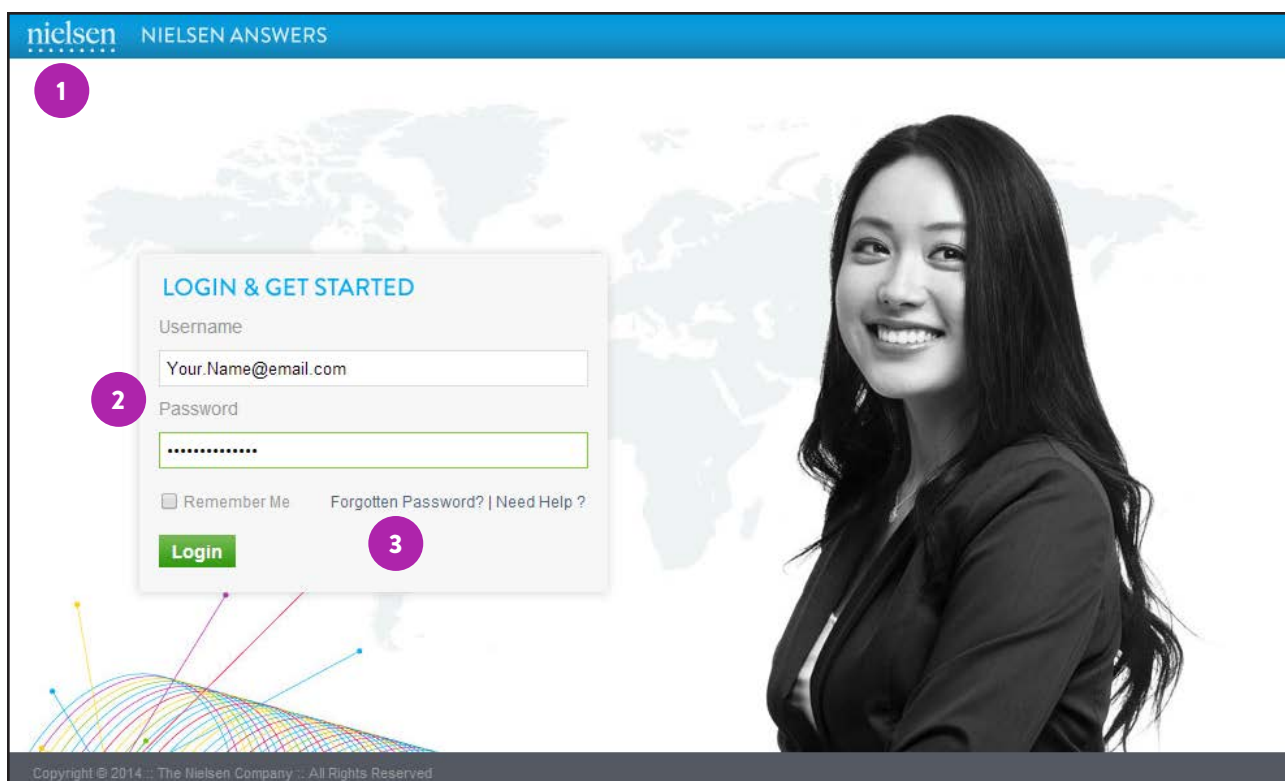 nielsen NIELSEN ANSWERS
1
LOGIN & GET STARTED
Username
Your.Name@email.com
2
Password
••••••••••••••
Remember Me Forgotten Password? | Need Help ?
Login
3
Copyright © 2014 :: The Nielsen Company :: All Rights Reserved